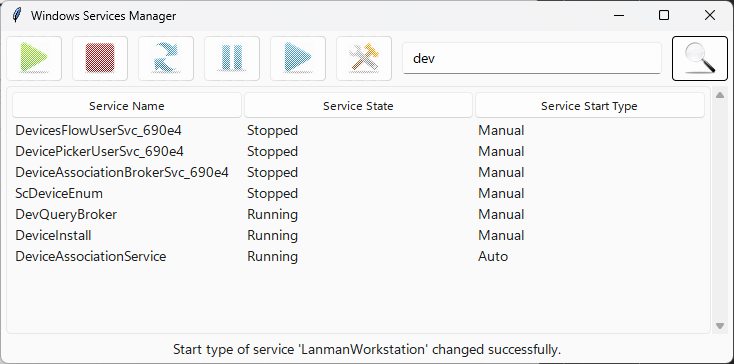 Windows Services Manager
dev
Service Name Service State Service Start Type
DevicesFlowUserSvc_690e4 Stopped Manual
DevicePickerUserSvc_690e4 Stopped Manual
DeviceAssociationBrokerSvc_690e4 Stopped Manual
ScDeviceEnum Stopped Manual
DevQueryBroker Running Manual
DeviceInstall Running Manual
DeviceAssociationService Running Auto
Start type of service 'LanmanWorkstation' changed successfully.